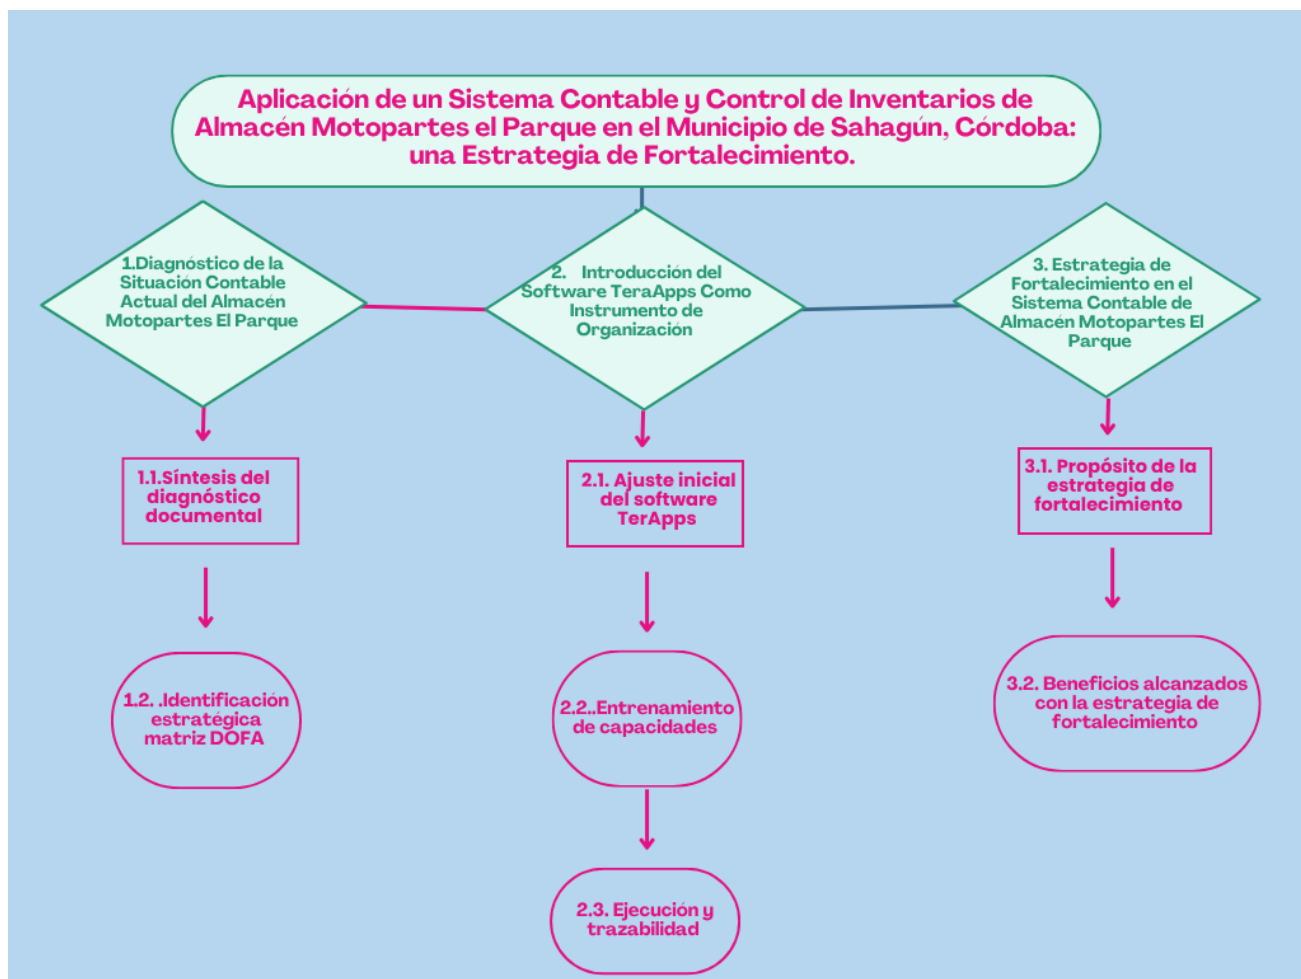 Aplicación de un Sistema Contable y Control de Inventarios de
Almacén Motopartes el Parque en el Municipio de Sahagún, Córdoba:
una Estrategia de Fortalecimiento.
1.Diagnóstico de la
Situación Contable
Actual del Almacén
Motopartes El Parque
2. Introducción del
Software TeraApps Como
Instrumento de
Organización
3. Estrategia de
Fortalecimiento en el
Sistema Contable de
Almacén Motopartes El
Parque
1.1.Síntesis del
diagnóstico
documental
2.1. Ajuste inicial
del software
TerApps
3.1. Propósito de la
estrategia de
fortalecimiento
1.2. .Identificación
estratégica
matriz DOFA
2.2..Entrenamiento
de capacidades
3.2. Beneficios alcanzados
con la estrategia de
fortalecimiento
2.3. Ejecución y
trazabilidad